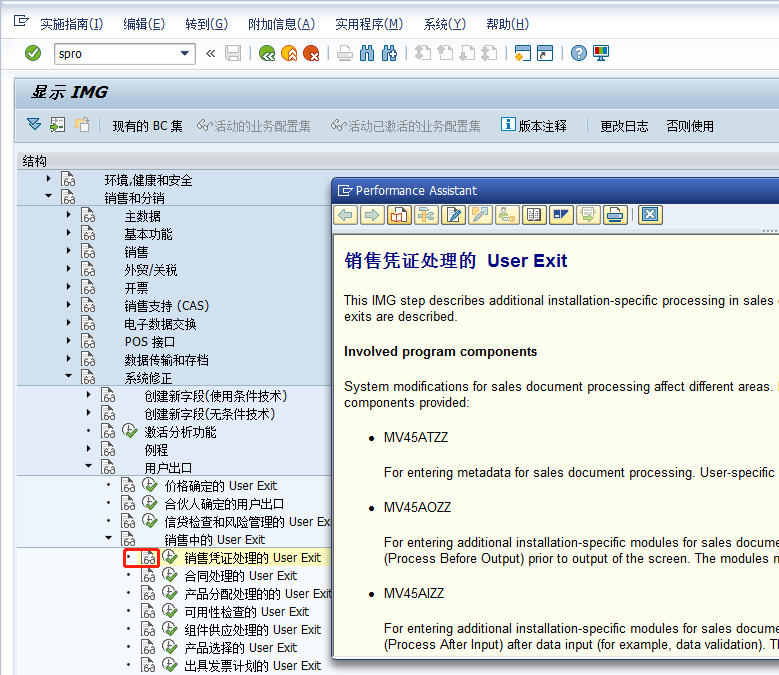 实施指南(I) 编辑(E) 转到(G) 附加信息(A) 实用程序(M) 系统(Y) 帮助(H)
spro
显示 IMG
现有的 BC 集 活动的业务配置集 活动已激活的业务配置集 版本注释 更改日志 否则使用
结构
环境,健康和安全
销售和分销
主数据
基本功能
销售
外贸/关税
开票
销售支持 (CAS)
电子数据交换
POS 接口
数据传输和存档
系统修正
创建新字段(使用条件技术)
创建新字段(无条件技术)
激活分析功能
例程
用户出口
价格确定的 User Exit
合伙人确定的用户出口
信贷检查和风险管理的 User Ex
销售中的 User Exit
销售凭证处理的 User Exit
合同处理的 User Exit
产品分配处理的的 User Exit
可用性检查的 User Exit
组件供应处理的 User Exit
产品选择的 User Exit
出具发票计划的 User Exit
Performance Assistant
销售凭证处理的 User Exit
This IMG step describes additional installation-specific processing in sales
exits are described.
Involved program components
System modifications for sales document processing affect different areas.
components provided:
MV45ATZZ
For entering metadata for sales document processing. User-specific
MV45AOZZ
For entering additional installation-specific modules for sales docume
(Process Before Output) prior to output of the screen. The modules
MV45AIZZ
For entering additional installation-specific modules for sales docume
(Process After Input) after data input (for example, data validation). Th